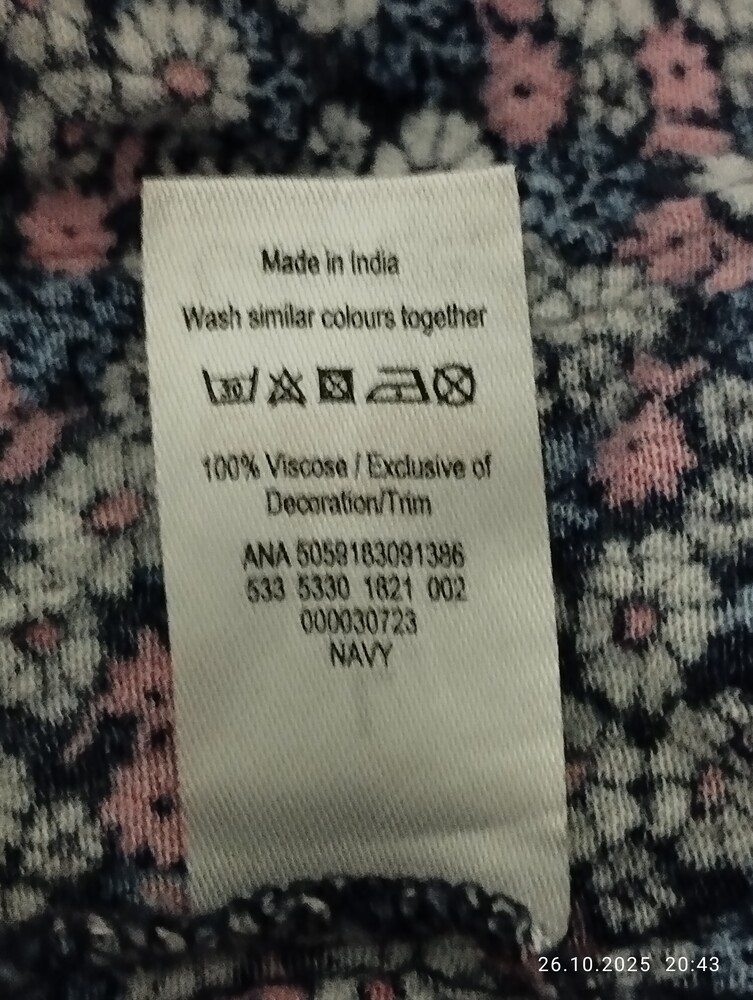 Made in India
Wash similar colours together
30
100% Viscose / Exclusive of
Decoration/Trim
ANA 5059183091386
533 5330 1821 002
000030723
NAVY
26.10.2025 20:43